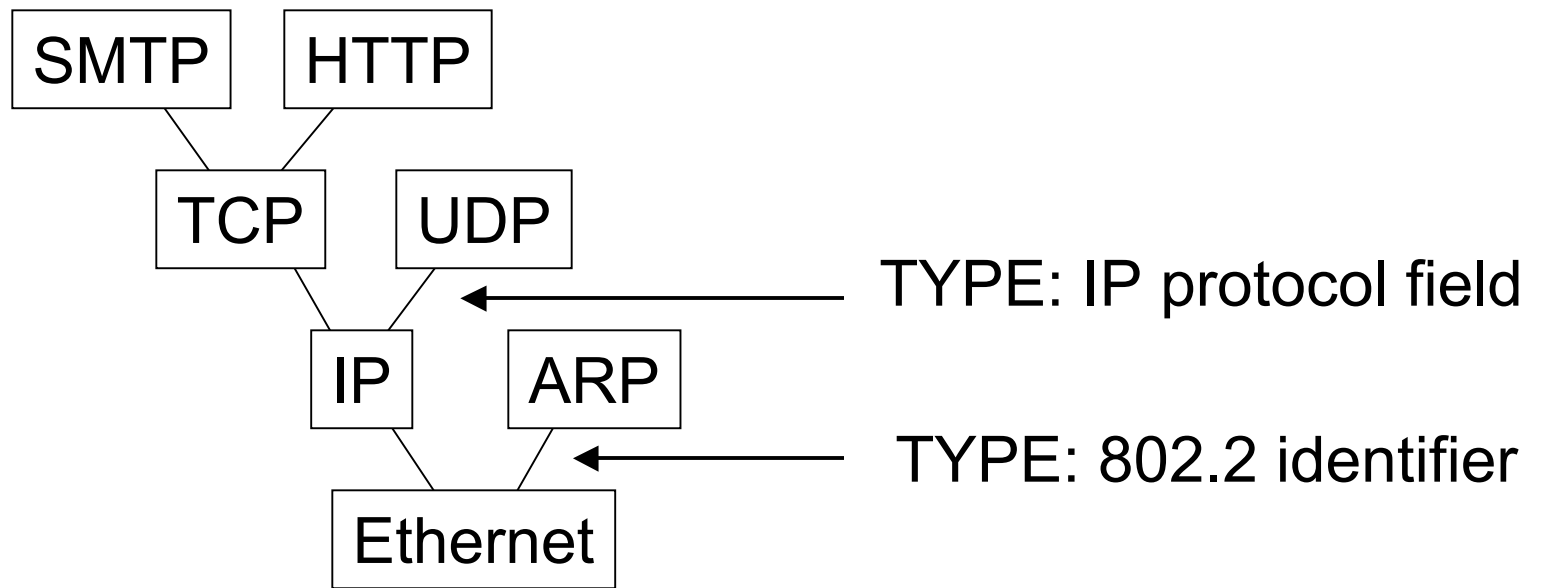 SMTP HTTP
TCP UDP
TYPE: IP protocol field
IP ARP
TYPE: 802.2 identifier
Ethernet